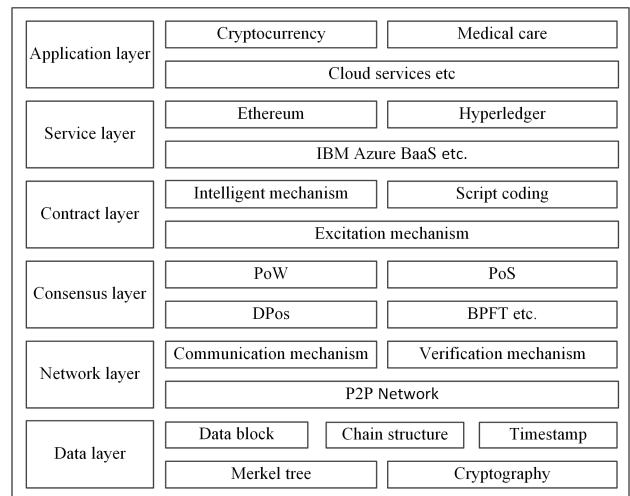 Application layer
Cryptocurrency
Medical care
Cloud services etc
Service layer
Ethereum
Hyperledger
IBM Azure BaaS etc.
Contract layer
Intelligent mechanism
Script coding
Excitation mechanism
Consensus layer
PoW
PoS
DPos
BPFT etc.
Network layer
Communication mechanism
Verification mechanism
P2P Network
Data layer
Data block
Chain structure
Timestamp
Merkel tree
Cryptography